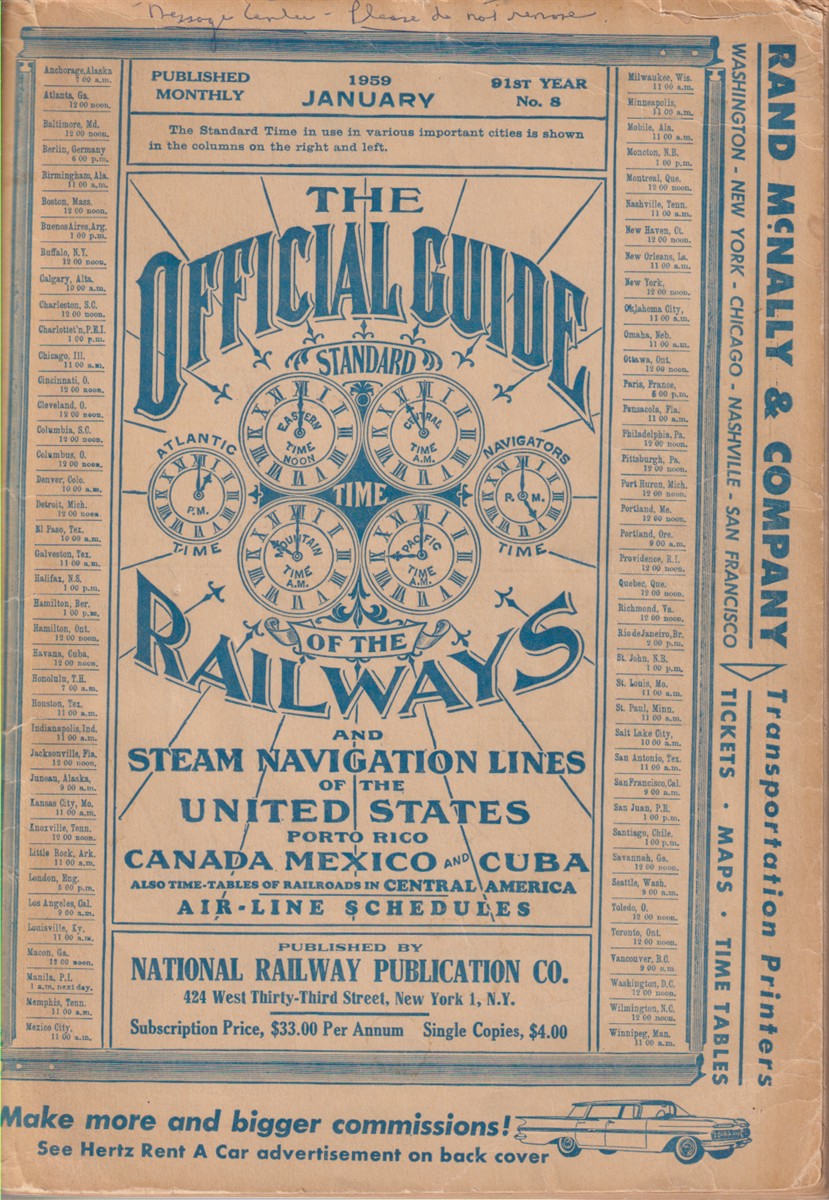 Message Center - Please do not remove.
PUBLISHED MONTHLY
1959
JANUARY
91ST YEAR
No. 8
The Standard Time in use in various important cities is shown
in the columns on the right and left.
Anchorage, Alaska
7 00 a.m.
Atlanta, Ga.
12 00 noon.
Baltimore, Md.
12 00 noon.
Berlin, Germany
6 00 p.m.
Birmingham, Ala.
11 00 a.m.
Boston, Mass.
12 00 noon.
Buenos Aires, Arg.
1 00 p.m.
Buffalo, N.Y.
12 00 noon.
Calgary, Alta.
10 00 a.m.
Charleston, S.C.
12 00 noon.
Charlottet'n, P.E.I.
1 00 p.m.
Chicago, Ill.
11 00 a.m.
Cincinnati, O.
12 00 noon.
Cleveland, O.
12 00 noon.
Columbia, S.C.
12 00 noon.
Columbus, O.
12 00 noon.
Denver, Colo.
10 00 a.m.
Detroit, Mich.
12 00 noon.
El Paso, Tex.
10 00 a.m.
Galveston, Tex.
11 00 a.m.
Halifax, N.S.
1 00 p.m.
Hamilton, Ber.
1 00 p.m.
Hamilton, Ont.
12 00 noon.
Havana, Cuba.
12 00 noon.
Honolulu, T.H.
7 00 a.m.
Houston, Tex.
11 00 a.m.
Indianapolis, Ind.
11 00 a.m.
Jacksonville, Fla.
12 00 noon.
Juneau, Alaska
9 00 a.m.
Kansas City, Mo.
11 00 a.m.
Knoxville, Tenn.
12 00 noon.
Little Rock, Ark.
11 00 a.m.
London, Eng.
5 00 p.m.
Los Angeles, Cal.
9 00 a.m.
Louisville, Ky.
11 00 a.m.
Macon, Ga.
12 00 noon.
Manila, P.I.
1 a.m. next day.
Memphis, Tenn.
11 00 a.m.
Mexico City.
11 00 a.m.
THE
OFFICIAL GUIDE
STANDARD
EASTERN TIME NOON
CENTRAL TIME A.M.
ATLANTIC
P.M.
TIME
TIME
NAVIGATORS
P. M.
TIME
MOUNTAIN TIME A.M.
PACIFIC TIME A.M.
OF THE
RAILWAYS
AND
STEAM NAVIGATION LINES
OF THE
UNITED STATES
PORTO RICO
CANADA MEXICO AND CUBA
ALSO TIME-TABLES OF RAILROADS IN CENTRAL AMERICA
AIR-LINE SCHEDULES
PUBLISHED BY
NATIONAL RAILWAY PUBLICATION CO.
424 West Thirty-Third Street, New York 1, N.Y.
Subscription Price, $33.00 Per Annum Single Copies, $4.00
Milwaukee, Wis.
11 00 a.m.
Minneapolis,
11 00 a.m.
Mobile, Ala.
11 00 a.m.
Moncton, N.B.
1 00 p.m.
Montreal, Que.
12 00 noon.
Nashville, Tenn.
11 00 a.m.
New Haven, Ct.
12 00 noon.
New Orleans, La.
11 00 a.m.
New York,
12 00 noon.
Oklahoma City,
11 00 a.m.
Omaha, Neb.
11 00 a.m.
Ottawa, Ont.
12 00 noon.
Paris, France,
6 00 p.m.
Pensacola, Fla.
11 00 a.m.
Philadelphia, Pa.
12 00 noon.
Pittsburgh, Pa.
12 00 noon.
Port Huron, Mich.
12 00 noon.
Portland, Me.
12 00 noon.
Portland, Ore.
9 00 a.m.
Providence, R.I.
12 00 noon.
Quebec, Que.
12 00 noon.
Richmond, Va.
12 00 noon.
Rio de Janeiro, Br.
2 00 p.m.
St. John, N.B.
1 00 p.m.
St. Louis, Mo.
11 00 a.m.
St. Paul, Minn.
11 00 a.m.
Salt Lake City,
10 00 a.m.
San Antonio, Tex.
11 00 a.m.
San Francisco, Cal.
9 00 a.m.
San Juan, P.R.
1 00 p.m.
Santiago, Chile.
1 00 p.m.
Savannah, Ga.
12 00 noon.
Seattle, Wash.
9 00 a.m.
Toledo, O.
12 00 noon.
Toronto, Ont.
12 00 noon.
Vancouver, B.C.
9 00 a.m.
Washington, D.C.
12 00 noon.
Wilmington, N.C.
12 00 noon.
Winnipeg, Man.
11 00 a.m.
RAND McNALLY & COMPANY Transportation Printers
WASHINGTON - NEW YORK - CHICAGO - NASHVILLE - SAN FRANCISCO TICKETS • MAPS • TIME TABLES
Make more and bigger commissions!
See Hertz Rent A Car advertisement on back cover